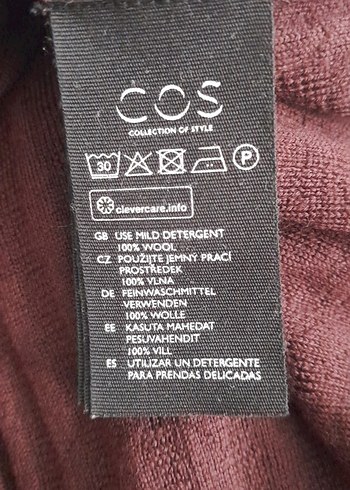 COS
COLLECTION OF STYLE
30 P
clevercare.info
GB USE MILD DETERGENT
100% WOOL
CZ POUŽIJTE JEMNÝ PRACÍ
PROSTŘEDEK
100% VLNA
DE FEINWASCHMITTEL
VERWENDEN
100% WOLLE
EE KASUTA MAHEDAT
PESUVAHENDIT
100% VILL
ES UTILIZAR UN DETERGENTE
PARA PRENDAS DELICADAS